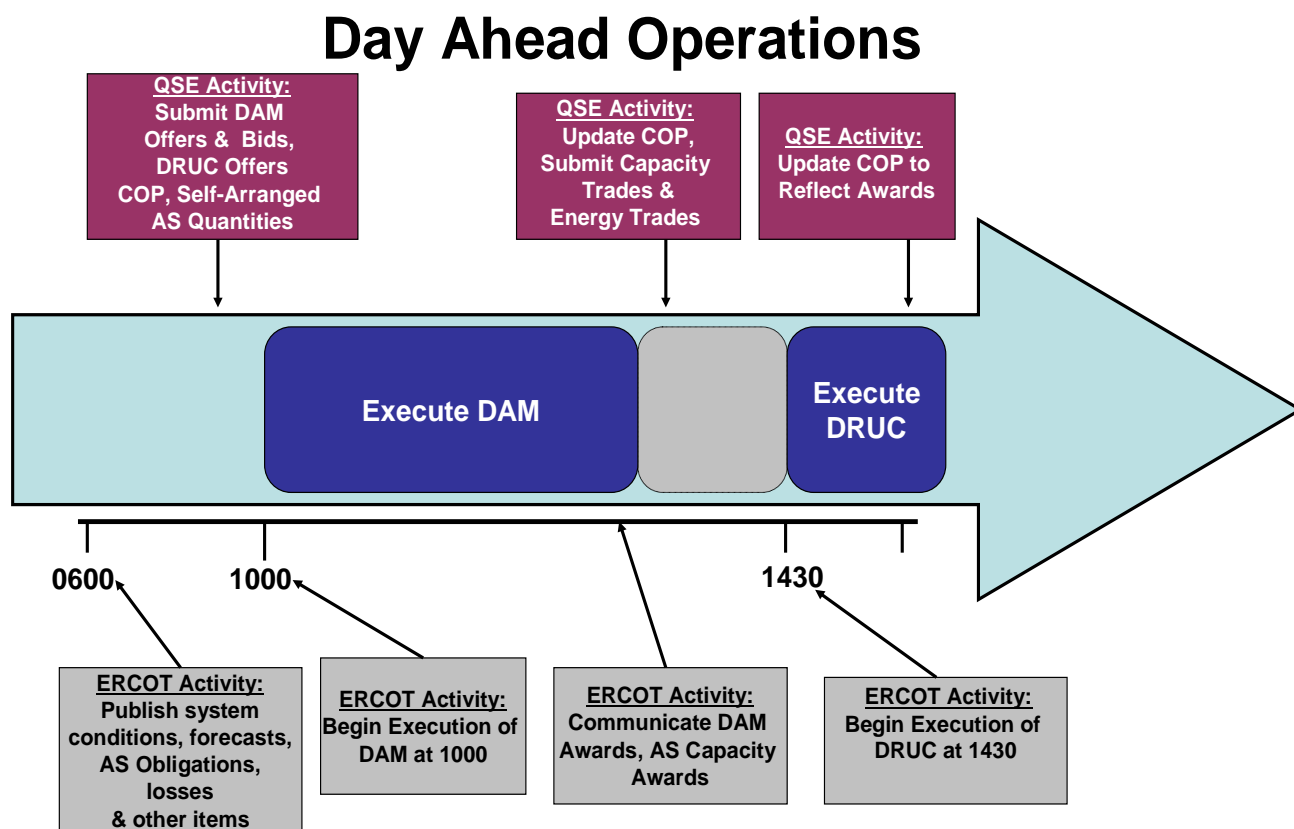 Day Ahead Operations
QSE Activity:
Submit DAM
Offers & Bids,
DRUC Offers
COP, Self-Arranged
AS Quantities
QSE Activity:
Update COP,
Submit Capacity
Trades &
Energy Trades
QSE Activity:
Update COP to
Reflect Awards
Execute DAM
Execute
DRUC
0600
1000
1430
ERCOT Activity:
Publish system
conditions, forecasts,
AS Obligations,
losses
& other items
ERCOT Activity:
Begin Execution of
DAM at 1000
ERCOT Activity:
Communicate DAM
Awards, AS Capacity
Awards
ERCOT Activity:
Begin Execution of
DRUC at 1430